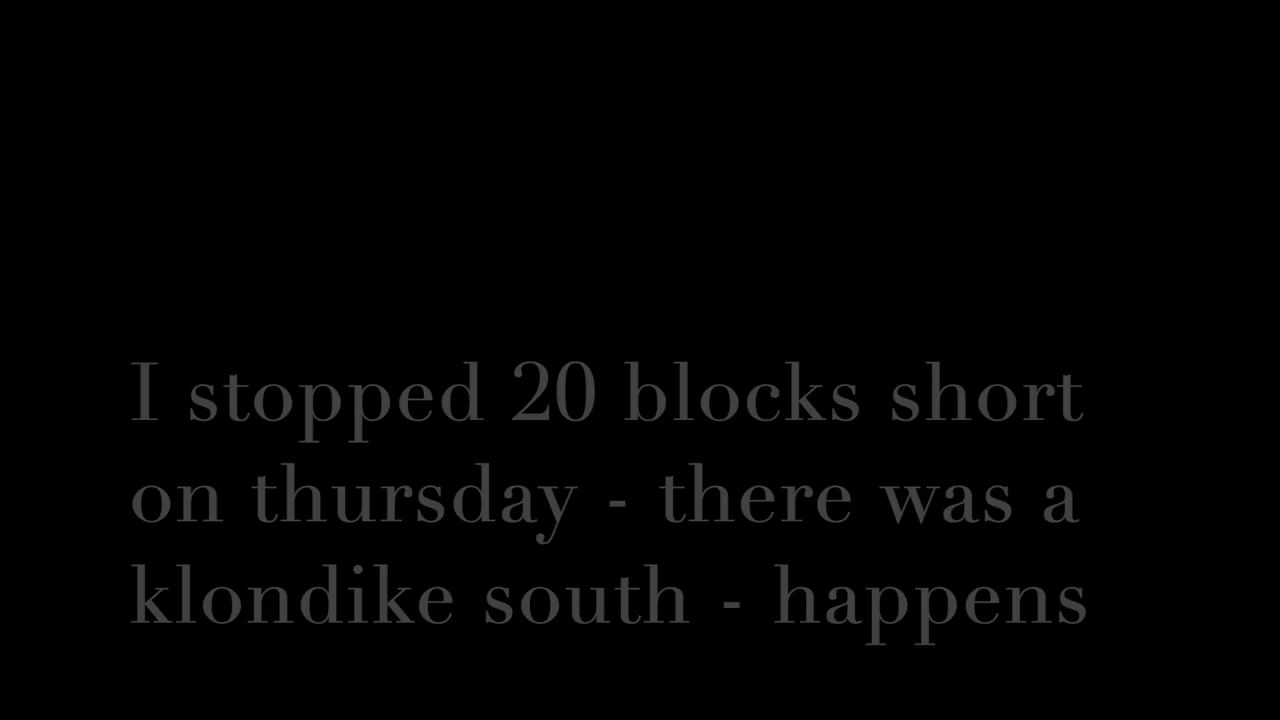 I stopped 20 blocks short
on thursday - there was a
klondike south - happens